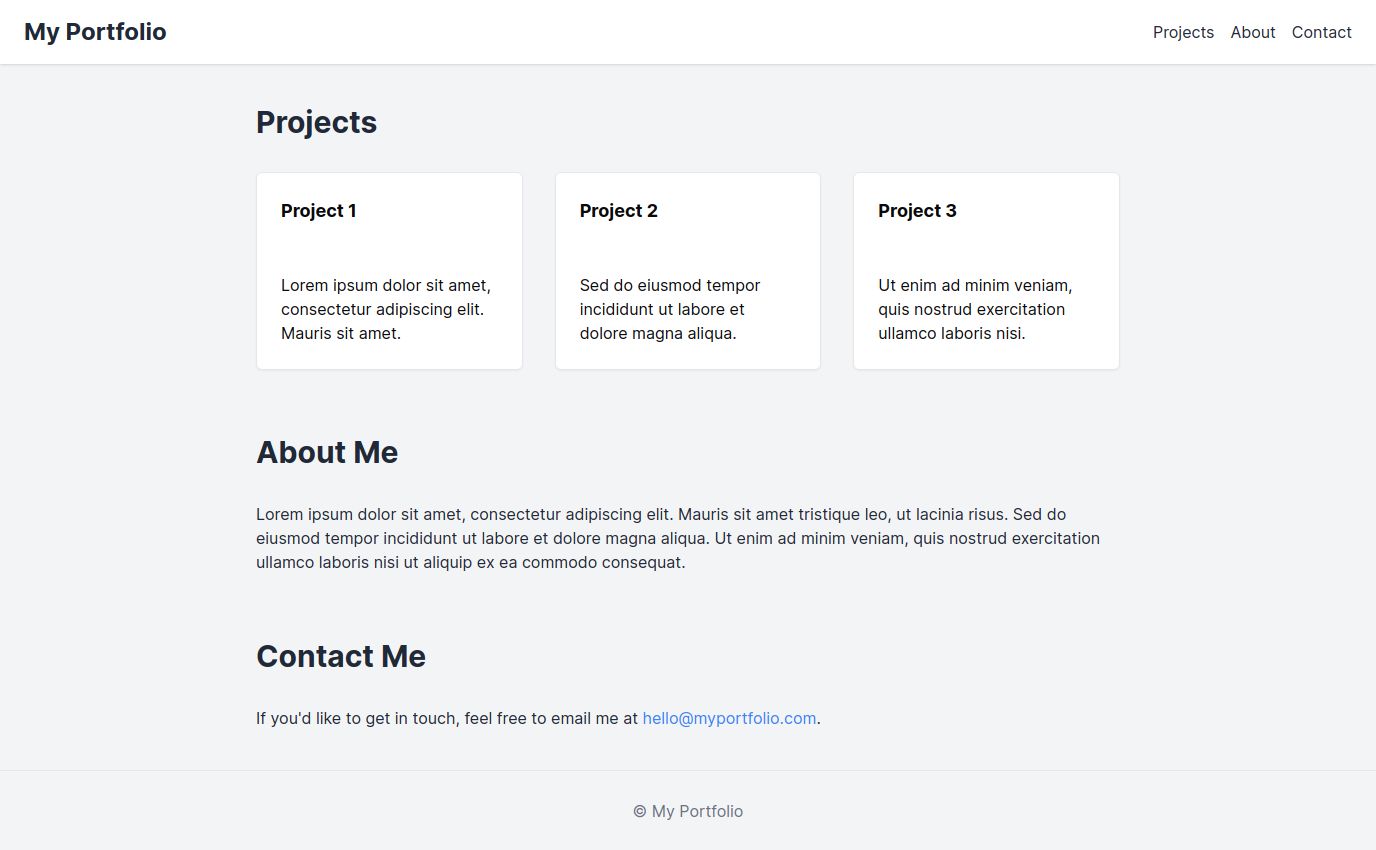 My Portfolio
Projects About Contact
Projects
Project 1
Lorem ipsum dolor sit amet,
consectetur adipiscing elit.
Mauris sit amet.
Project 2
Sed do eiusmod tempor
incididunt ut labore et
dolore magna aliqua.
Project 3
Ut enim ad minim veniam,
quis nostrud exercitation
ullamco laboris nisi.
About Me
Lorem ipsum dolor sit amet, consectetur adipiscing elit. Mauris sit amet tristique leo, ut lacinia risus. Sed do
eiusmod tempor incididunt ut labore et dolore magna aliqua. Ut enim ad minim veniam, quis nostrud exercitation
ullamco laboris nisi ut aliquip ex ea commodo consequat.
Contact Me
If you'd like to get in touch, feel free to email me at hello@myportfolio.com.
© My Portfolio